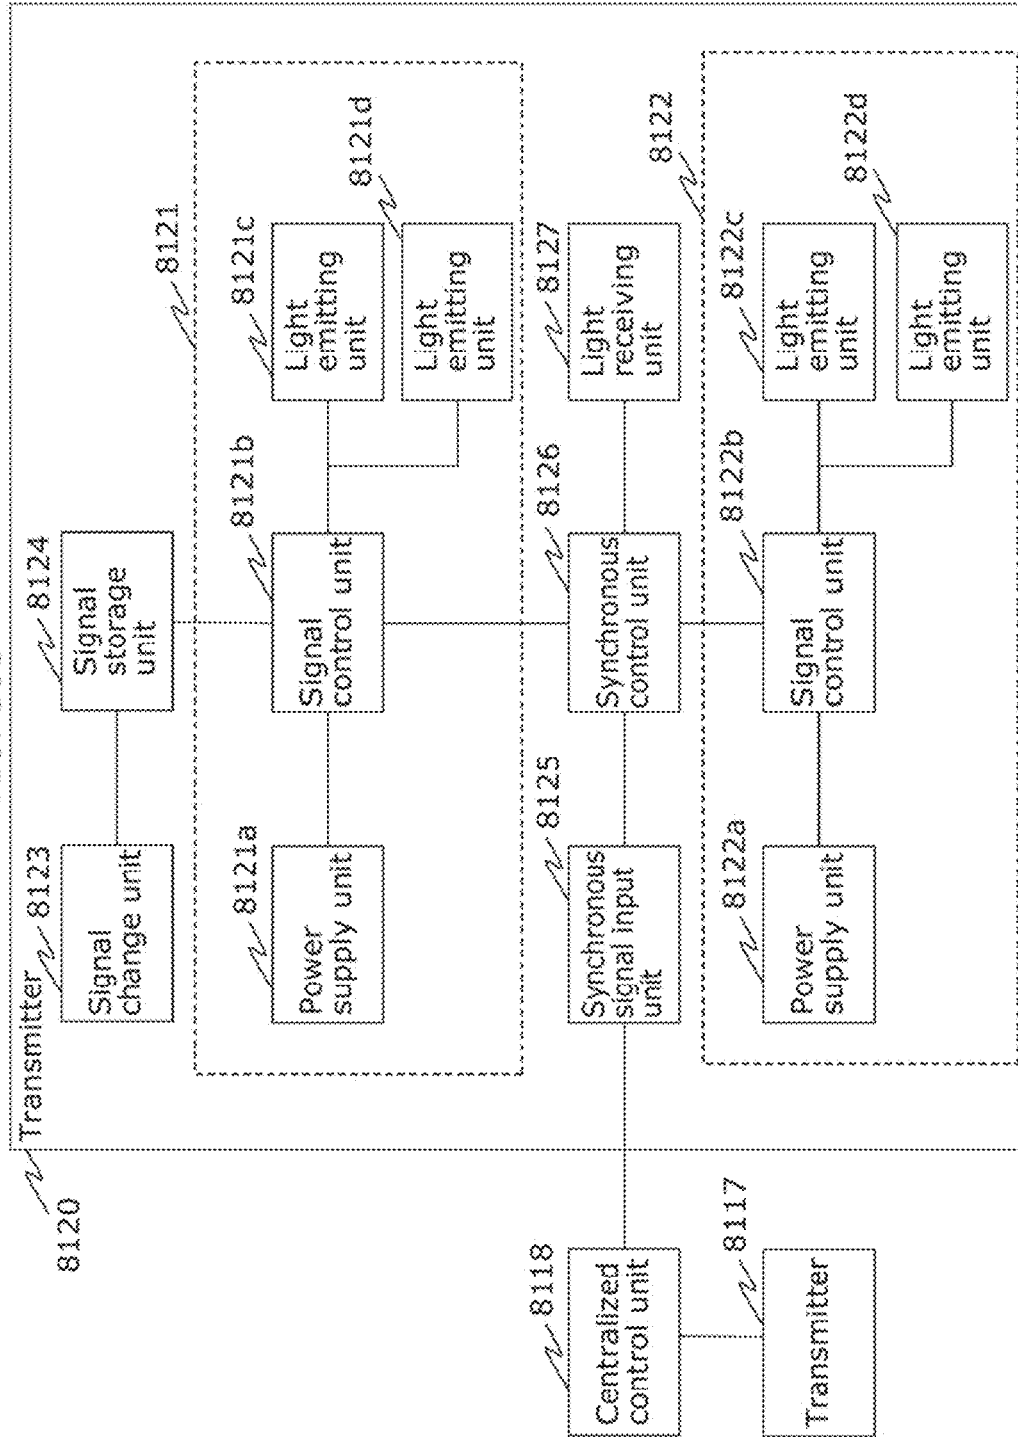 8120
Transmitter
8123
Signal
change unit
8124
Signal
storage
unit
8121
8121a
Power
supply unit
8121b
Signal
control unit
8121c
Light
emitting
unit
8121d
Light
emitting
unit
8118
Centralized
control unit
8125
Synchronous
signal input
unit
8126
Synchronous
control unit
8127
Light
receiving
unit
8117
Transmitter
8122
8122a
Power
supply unit
8122b
Signal
control unit
8122c
Light
emitting
unit
8122d
Light
emitting
unit